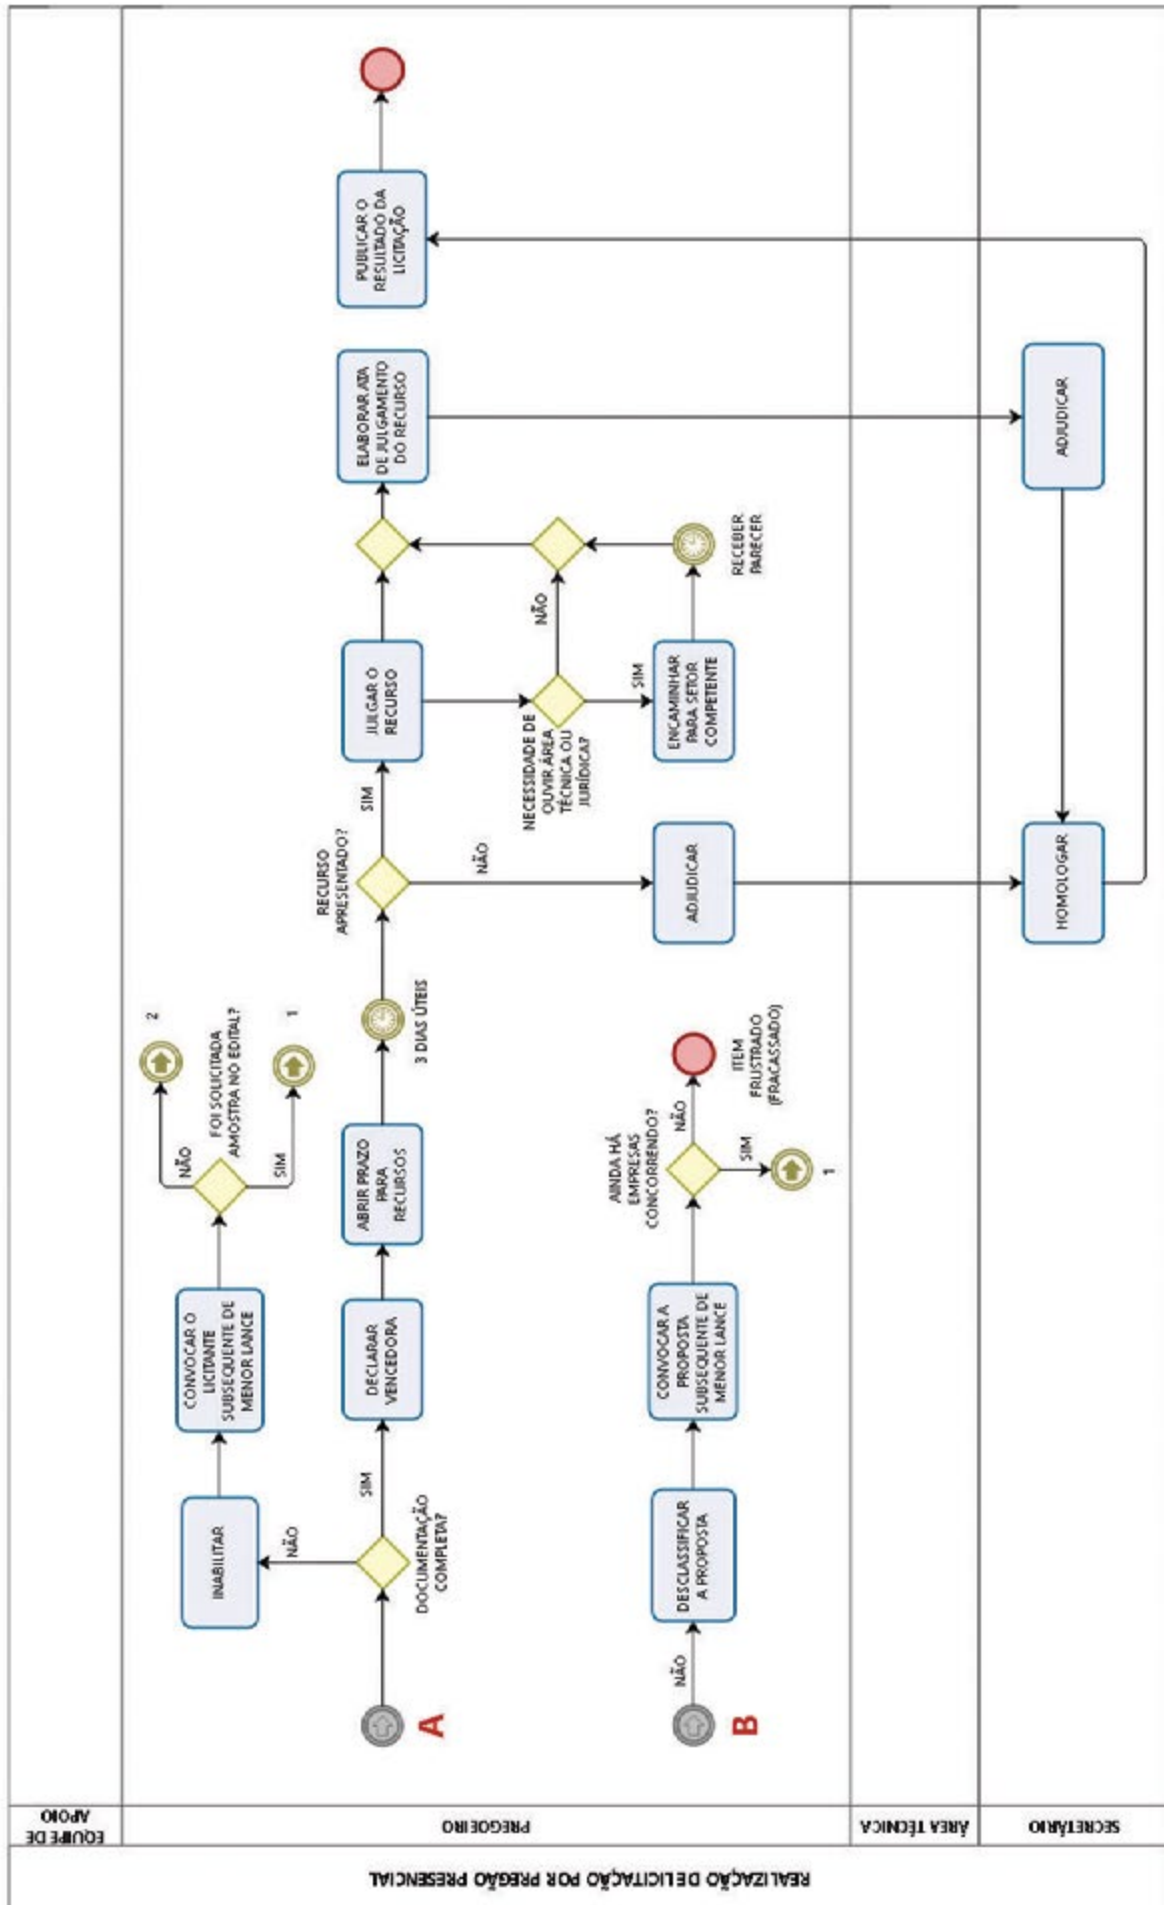 REALIZAÇÃO DE LICITAÇÃO POR PREGÃO PRESENCIAL
EQUIPE DE
APOIO
PREGOEIRO
ÁREA TÉCNICA
SECRETÁRIO
A
DOCUMENTAÇÃO
COMPLETA?
NÃO
SIM
INABILITAR
CONVOCAR O
LICITANTE
SUBSEQUENTE DE
MENOR LANCE
FOI SOLICITADA
AMOSTRA NO EDITAL?
NÃO
2
SIM
1
DECLARAR
VENCEDORA
ABRIR PRAZO
PARA
RECURSOS
3 DIAS ÚTEIS
RECURSO
APRESENTADO?
SIM
NÃO
JULGAR O
RECURSO
NECESSIDADE DE
OUVIR ÁREA
TÉCNICA OU
JURÍDICA?
NÃO
SIM
ENCAMINHAR
PARA SETOR
COMPETENTE
RECEBER
PARECER
ELABORAR ATA
DE JULGAMENTO
DO RECURSO
PUBLICAR O
RESULTADO DA
LICITAÇÃO
ADJUDICAR
B
NÃO
DESCLASSIFICAR
A PROPOSTA
CONVOCAR A
PROPOSTA
SUBSEQUENTE DE
MENOR LANCE
AINDA HÁ
EMPRESAS
CONCORRENDO?
NÃO
SIM
1
ITEM
FRUSTRADO
(FRACASSADO)
HOMOLOGAR
ADJUDICAR